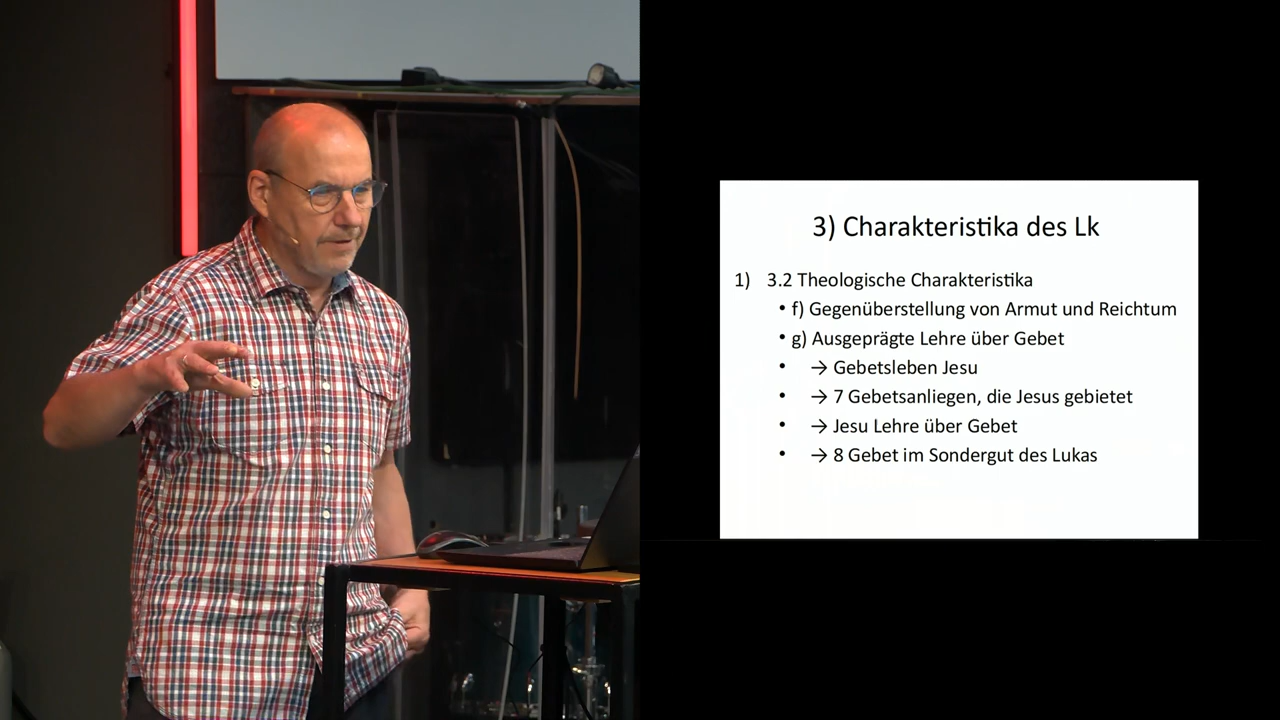 3) Charakteristika des Lk
1) 3.2 Theologische Charakteristika
• f) Gegenüberstellung von Armut und Reichtum
• g) Ausgeprägte Lehre über Gebet
• → Gebetsleben Jesu
• → 7 Gebetsanliegen, die Jesus gebietet
• → Jesu Lehre über Gebet
• → 8 Gebet im Sondergut des Lukas